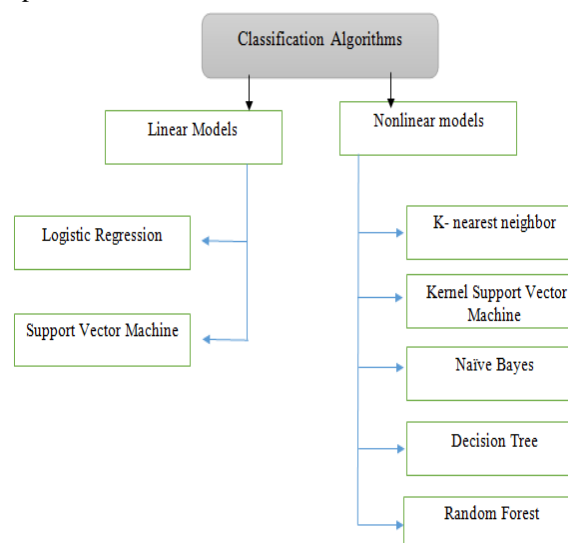 Classification Algorithms
Linear Models
Nonlinear models
Logistic Regression
Support Vector Machine
K- nearest neighbor
Kernel Support Vector
Machine
Naïve Bayes
Decision Tree
Random Forest